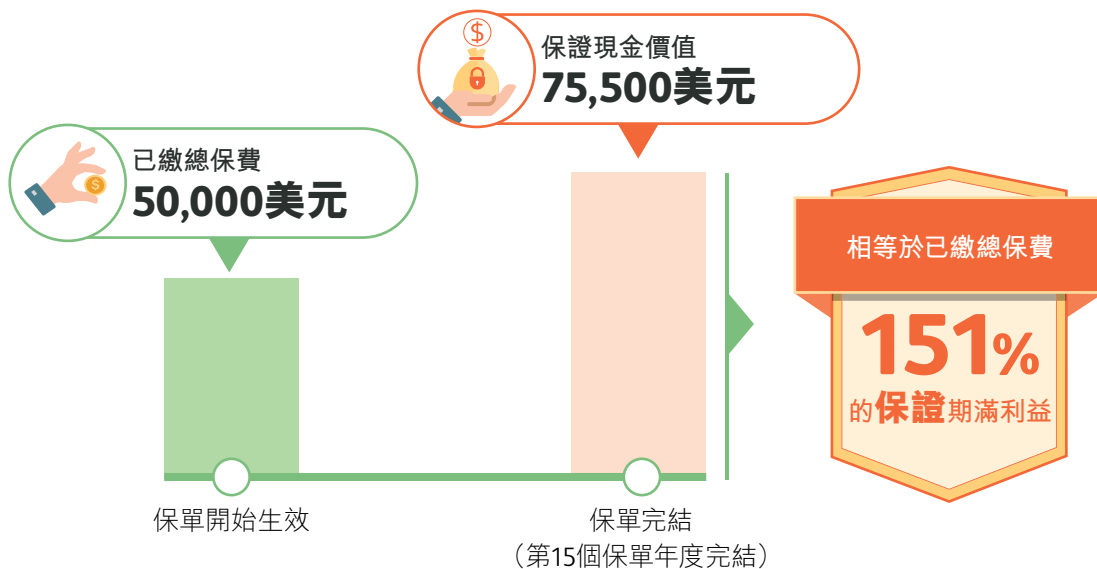 $
保證現金價值
75,500美元
已繳總保費
50,000美元
$
相等於已繳總保費
151%
的保證期滿利益
保單開始生效
保單完結
（第15個保單年度完結）